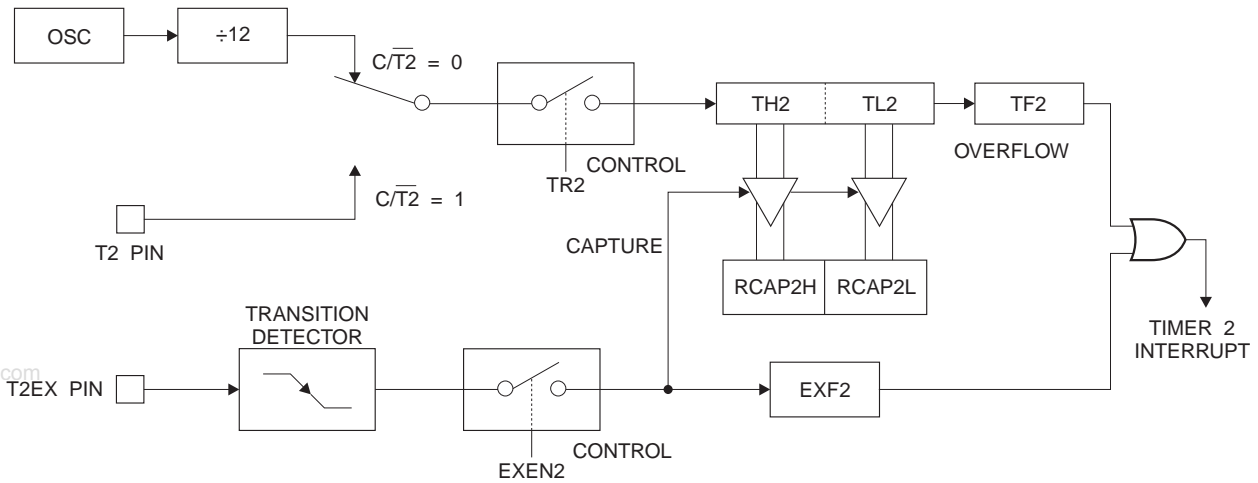 OSC
÷12
C/T2̅ = 0
TH2
TL2
TF2
OVERFLOW
CONTROL
TR2
C/T2̅ = 1
T2 PIN
CAPTURE
RCAP2H
RCAP2L
TRANSITION
DETECTOR
TIMER 2
INTERRUPT
com
T2EX PIN
EXF2
CONTROL
EXEN2